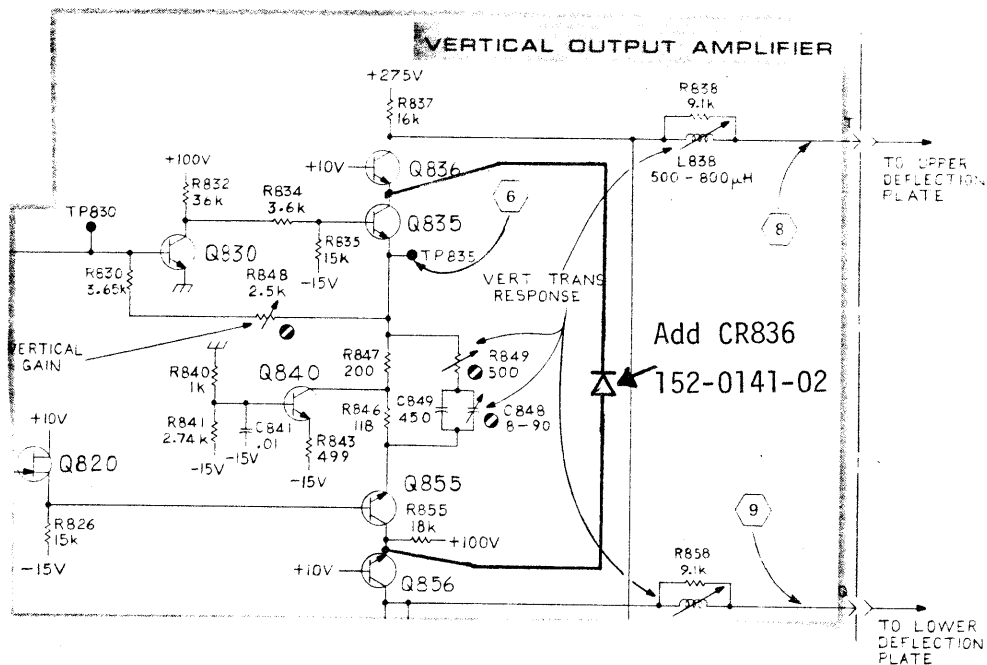 VERTICAL OUTPUT AMPLIFIER
+275V
R837
16k
R838
9.1k
L838
500-800µH
TO UPPER
DEFLECTION
PLATE
8
+100V
R832
36k
R834
3.6k
+10V
Q836
6
TP830
Q830
Q835
R835
15k
-15V
TP835
R830
3.65k
R848
2.5k
VERT TRANS
RESPONSE
VERTICAL
GAIN
R847
200
R849
500
Add CR836
152-0141-02
R840
1k
Q840
R846
118
C849
450
C848
8-90
R841
2.74k
C841
.01
R843
499
-15V
-15V
-15V
+10V
Q820
Q855
R855
18k
+100V
R826
15k
-15V
+10V
Q856
9
R858
9.1k
TO LOWER
DEFLECTION
PLATE